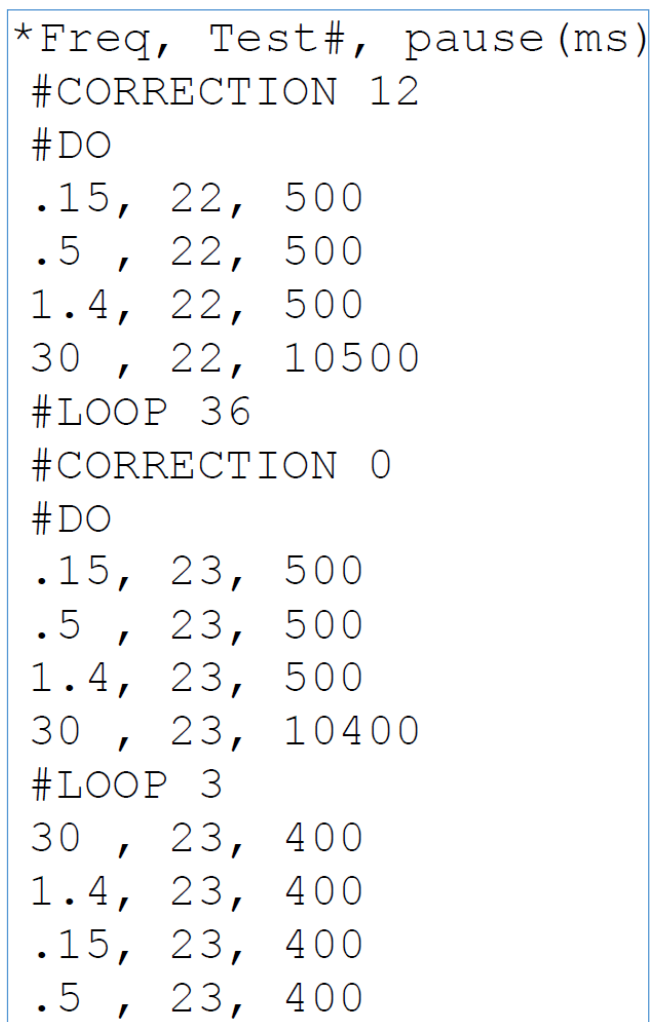 *Freq, Test#, pause(ms)
#CORRECTION 12
#DO
.15, 22, 500
.5 , 22, 500
1.4, 22, 500
30 , 22, 10500
#LOOP 36
#CORRECTION 0
#DO
.15, 23, 500
.5 , 23, 500
1.4, 23, 500
30 , 23, 10400
#LOOP 3
30 , 23, 400
1.4, 23, 400
.15, 23, 400
.5 , 23, 400